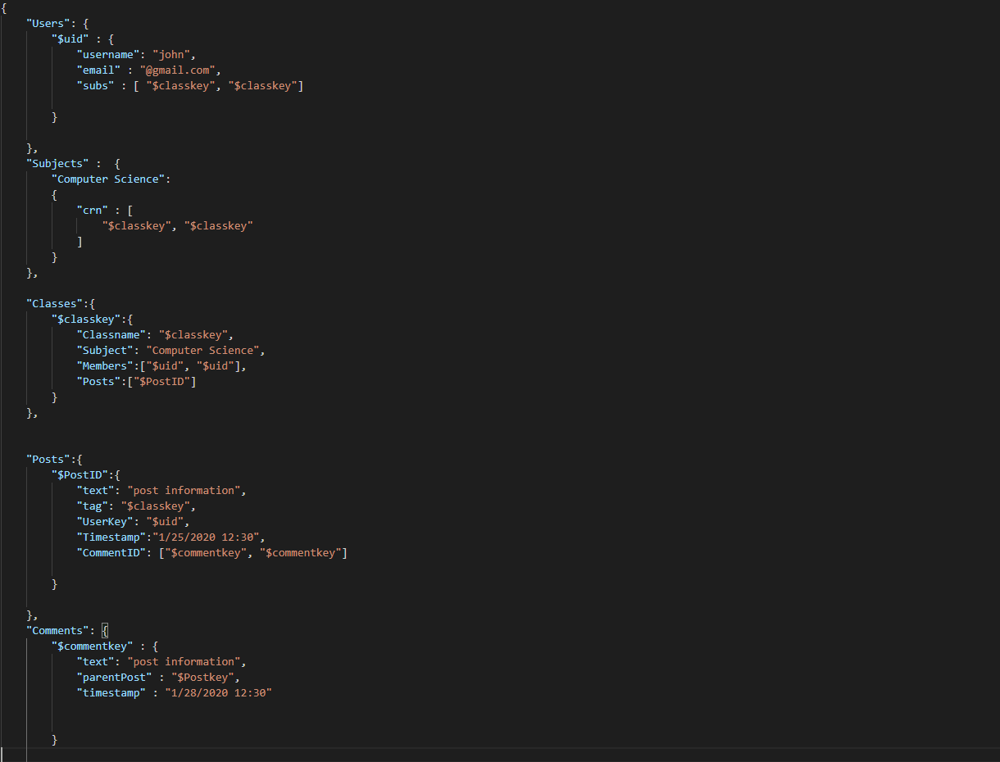 {
"Users": {
"$uid" : {
"username": "john",
"email" : "@gmail.com",
"subs" : [ "$classkey", "$classkey"]
}
},
"Subjects" :  {
"Computer Science":
{
"crn" : [
"$classkey", "$classkey"
]
}
},
"Classes":{
"$classkey":{
"Classname": "$classkey",
"Subject": "Computer Science",
"Members":["$uid", "$uid"],
"Posts":["$PostID"]
}
},
"Posts":{
"$PostID":{
"text": "post information",
"tag": "$classkey",
"UserKey": "$uid",
"Timestamp":"1/25/2020 12:30",
"CommentID": ["$commentkey", "$commentkey"]
}
},
"Comments": {
"$commentkey" : {
"text": "post information",
"parentPost" : "$Postkey",
"timestamp" : "1/28/2020 12:30"
}